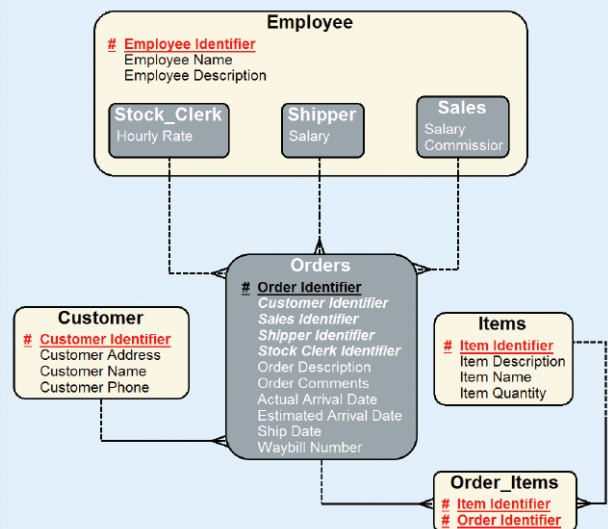 Employee
# Employee Identifier
Employee Name
Employee Description
Stock_Clerk
Hourly Rate
Shipper
Salary
Sales
Salary
Commissior
Orders
# Order Identifier
Customer Identifier
Sales Identifier
Shipper Identifier
Stock Clerk Identifier
Order Description
Order Comments
Actual Arrival Date
Estimated Arrival Date
Ship Date
Waybill Number
Customer
# Customer Identifier
Customer Address
Customer Name
Customer Phone
Items
# Item Identifier
Item Description
Item Name
Item Quantity
Order_Items
# Item Identifier
# Order Identifier